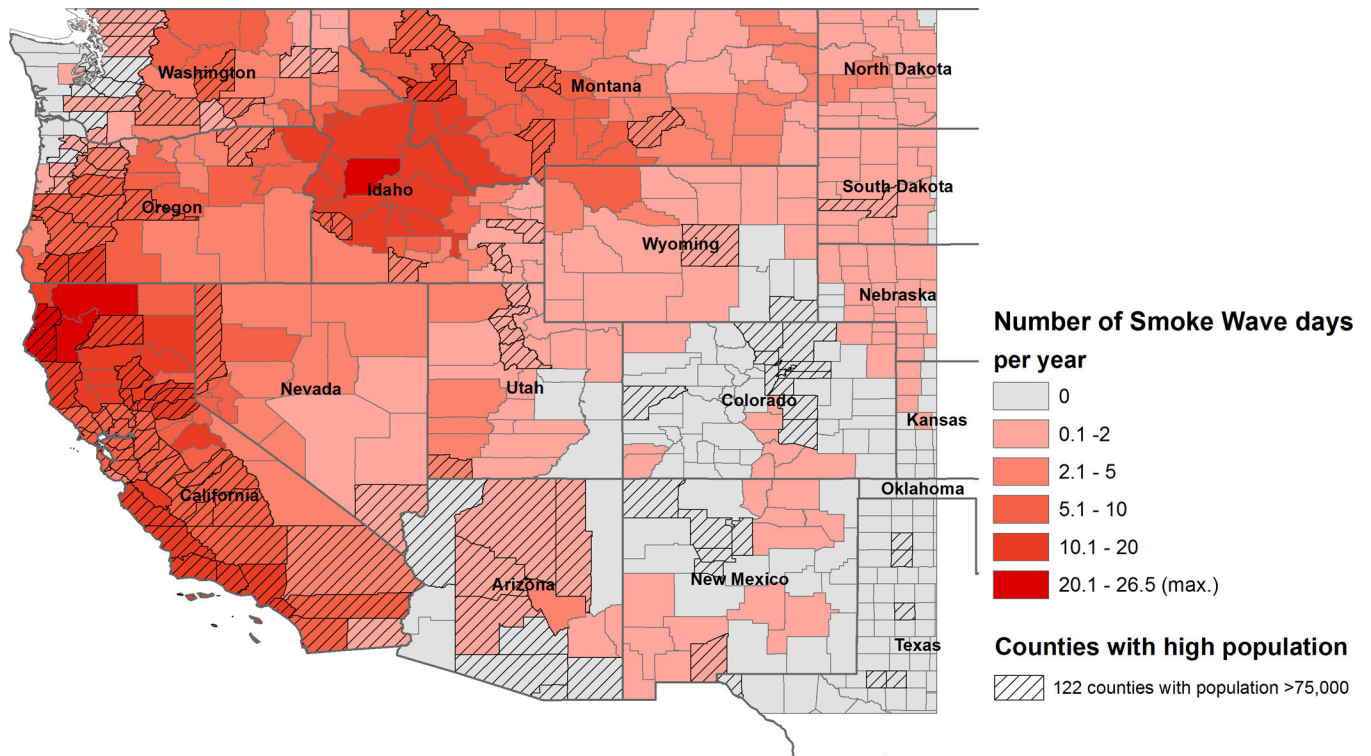 Washington
Montana
North Dakota
Idaho
South Dakota
Oregon
Wyoming
Nebraska
Nevada
Utah
Colorado
Kansas
California
Oklahoma
Arizona
New Mexico
Texas
Number of Smoke Wave days
per year
0
0.1 -2
2.1 - 5
5.1 - 10
10.1 - 20
20.1 - 26.5 (max.)
Counties with high population
122 counties with population >75,000